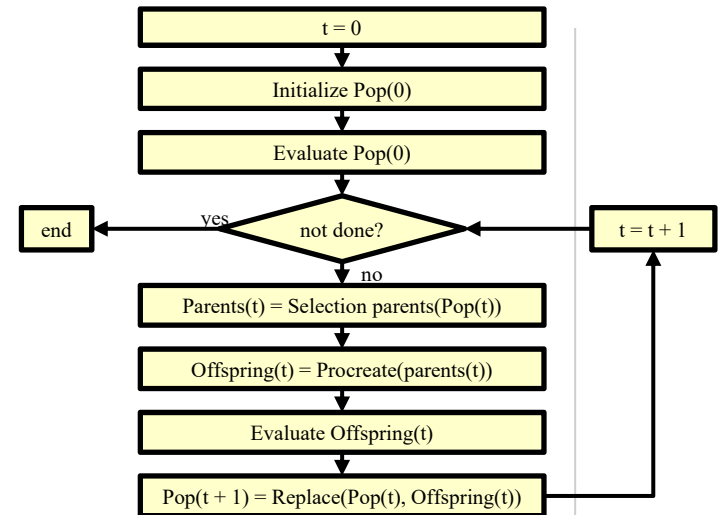 t = 0
Initialize Pop(0)
Evaluate Pop(0)
yes
end
not done?
t = t + 1
no
Parents(t) = Selection parents(Pop(t))
Offspring(t) = Procreate(parents(t))
Evaluate Offspring(t)
Pop(t + 1) = Replace(Pop(t), Offspring(t))